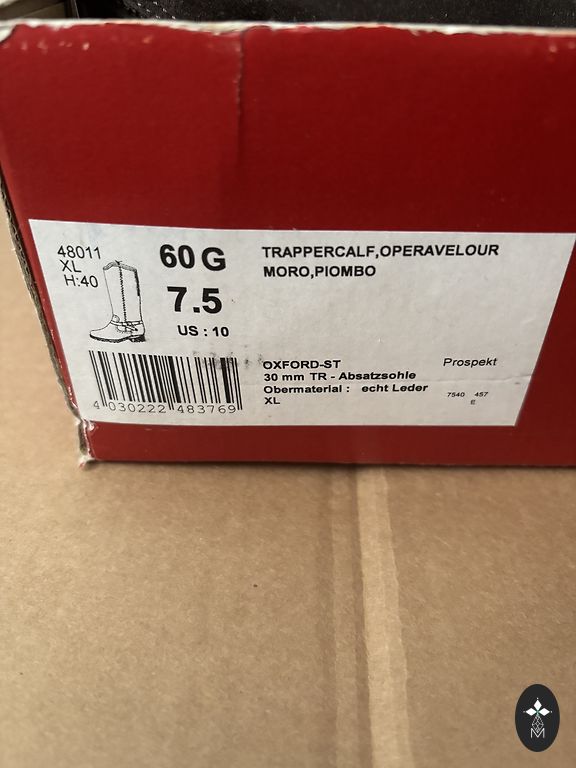 48011
XL
H:40
60 G
7.5
US : 10
4 030222 483769
TRAPPERCALF,OPERAVELOUR
MORO,PIOMBO
OXFORD-ST
Prospekt
30 mm TR - Absatzsohle
Obermaterial : echt Leder
XL
7540 457
E
M